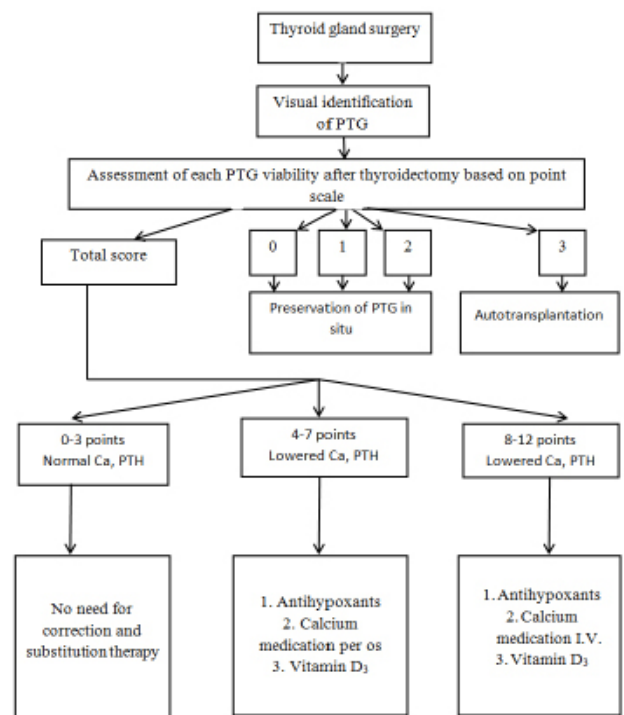 Thyroid gland surgery
Visual identification
of PTG
Assessment of each PTG viability after thyroidectomy based on point
scale
Total score
0
1
2
3
Preservation of PTG in
situ
Autotransplantation
0-3 points
Normal Ca, PTH
4-7 points
Lowered Ca, PTH
8-12 points
Lowered Ca, PTH
No need for
correction and
substitution therapy
1. Antihypoxants
2. Calcium
medication per os
3. Vitamin D₃
1. Antihypoxants
2. Calcium
medication I.V.
3. Vitamin D₃